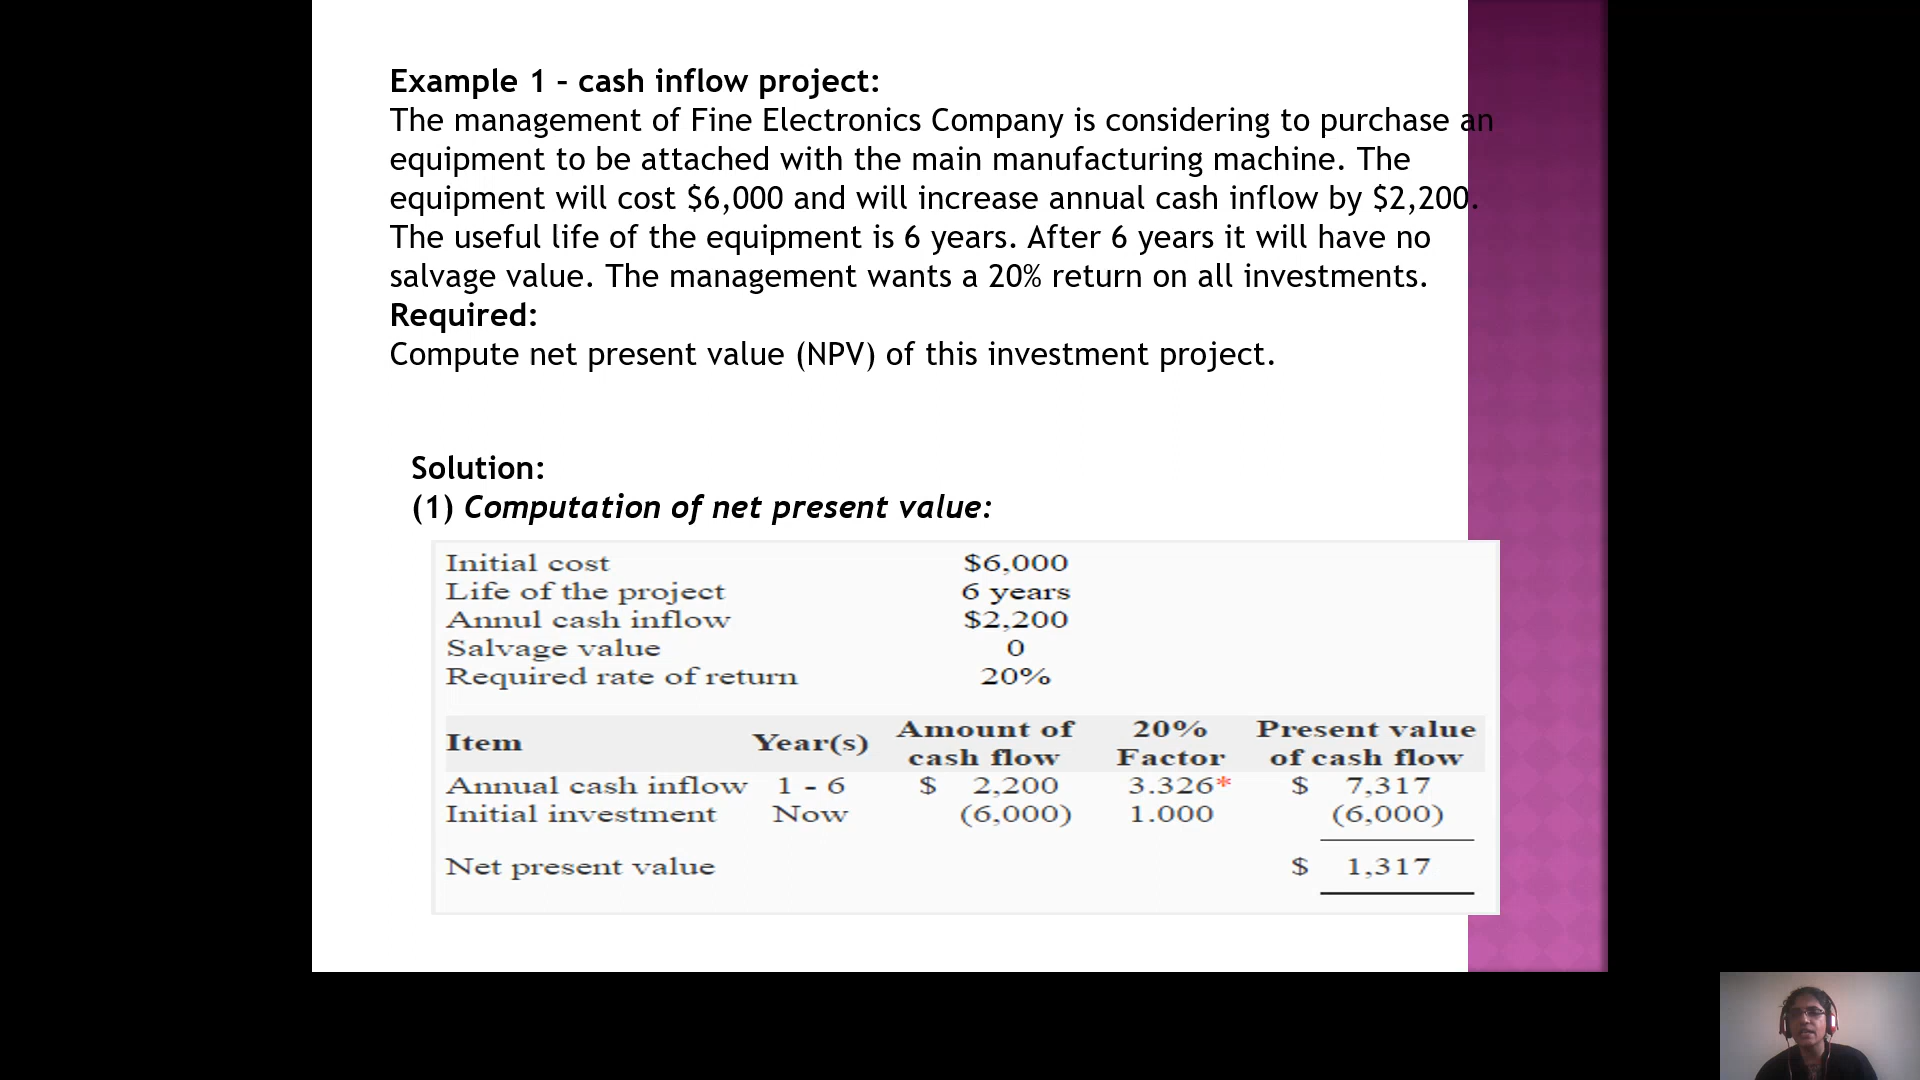 Example 1 – cash inflow project:
The management of Fine Electronics Company is considering to purchase an
equipment to be attached with the main manufacturing machine. The
equipment will cost $6,000 and will increase annual cash inflow by $2,200.
The useful life of the equipment is 6 years. After 6 years it will have no
salvage value. The management wants a 20% return on all investments.
Required:
Compute net present value (NPV) of this investment project.
Solution:
(1) Computation of net present value:
Initial cost $6,000
Life of the project 6 years
Annul cash inflow $2,200
Salvage value 0
Required rate of return 20%
Item Year(s) Amount of cash flow 20% Factor Present value of cash flow
Annual cash inflow 1 - 6 $ 2,200 3.326* $ 7,317
Initial investment Now (6,000) 1.000 (6,000)
Net present value $ 1,317